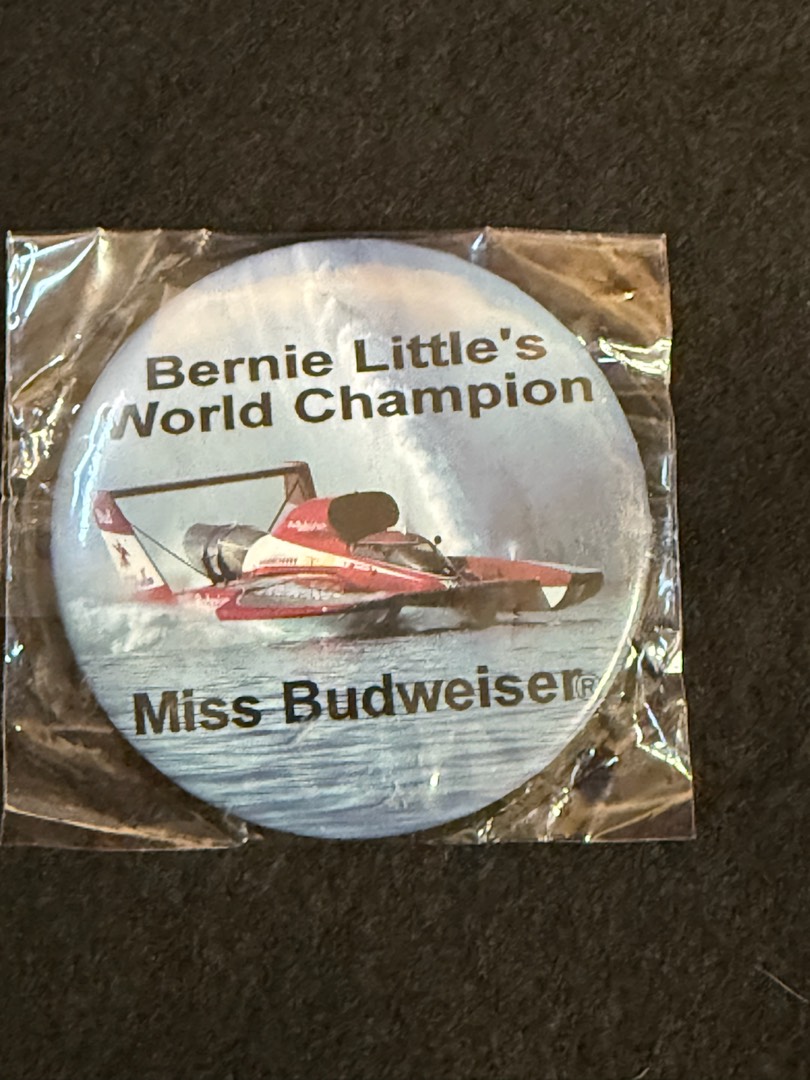 Bernie Little's
World Champion
Miss Budweiser®